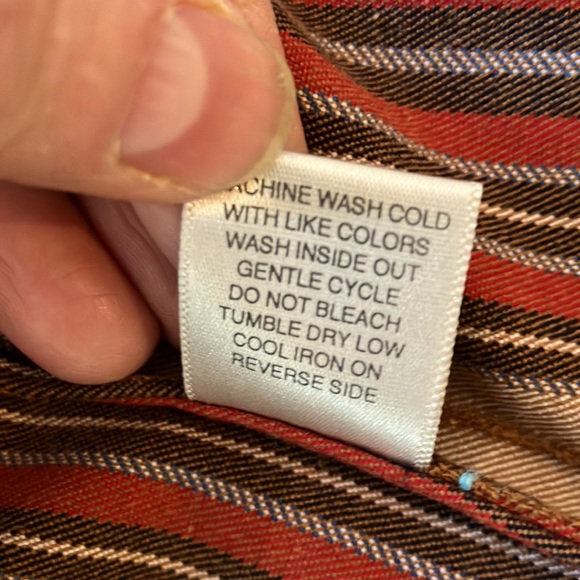 ACHINE WASH COLD
WITH LIKE COLORS
WASH INSIDE OUT
GENTLE CYCLE
DO NOT BLEACH
TUMBLE DRY LOW
COOL IRON ON
REVERSE SIDE